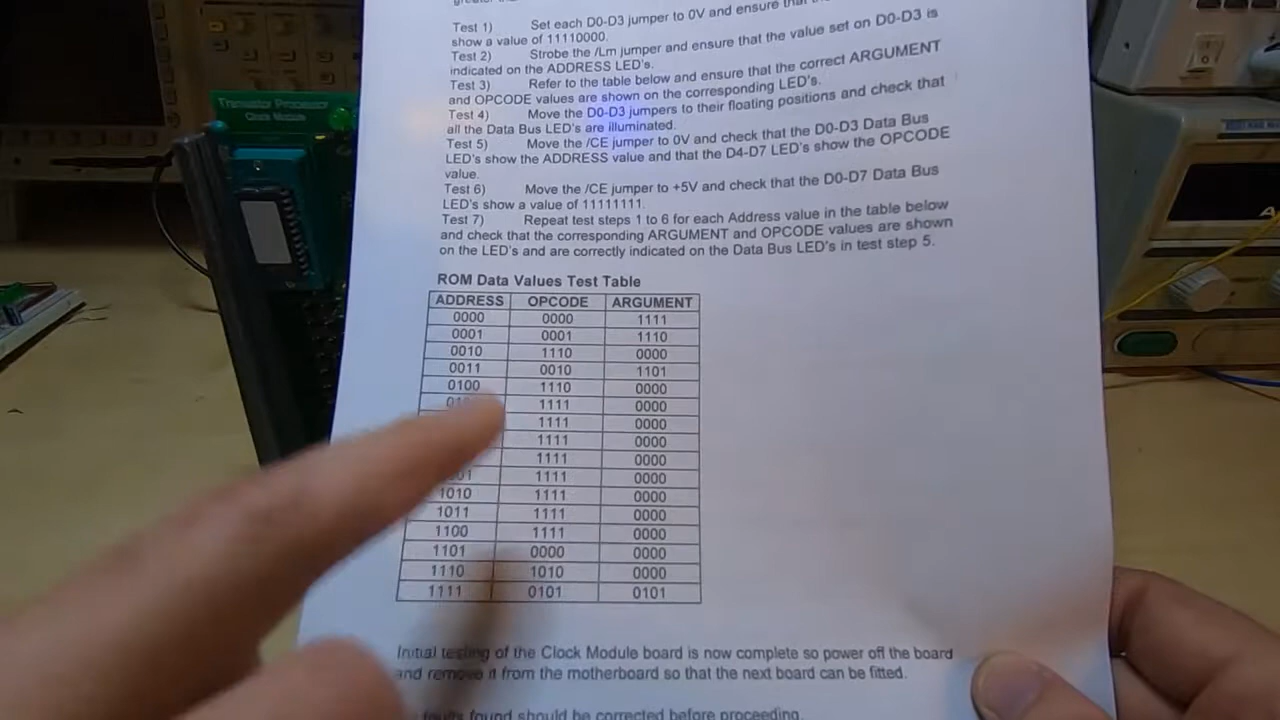 Test 1) Set each D0-D3 jumper to 0V and ensure that
show a value of 11110000.
Test 2) Strobe the /Lm jumper and ensure that the value set on D0-D3 is
indicated on the ADDRESS LED's.
Test 3) Refer to the table below and ensure that the correct ARGUMENT
and OPCODE values are shown on the corresponding LED's.
Test 4) Move the D0-D3 jumpers to their floating positions and check that
all the Data Bus LED's are illuminated.
Test 5) Move the /CE jumper to 0V and check that the D0-D3 Data Bus
LED's show the ADDRESS value and that the D4-D7 LED's show the OPCODE
value.
Test 6) Move the /CE jumper to +5V and check that the D0-D7 Data Bus
LED's show a value of 11111111.
Test 7) Repeat test steps 1 to 6 for each Address value in the table below
and check that the corresponding ARGUMENT and OPCODE values are shown
on the LED's and are correctly indicated on the Data Bus LED's in test step 5.
ROM Data Values Test Table
ADDRESS OPCODE ARGUMENT
0000 0000 1111
0001 0001 1110
0010 1110 0000
0011 0010 1101
0100 1110 0000
1111 0000
1111 0000
1111 0000
1111 0000
1111 0000
1010 1111 0000
1011 1111 0000
1100 1111 0000
1101 0000 0000
1110 1010 0000
1111 0101 0101
Initial testing of the Clock Module board is now complete so power off the board
and remove it from the motherboard so that the next board can be fitted.
faults found should be corrected before proceeding.
Transistor Processor
Clock Module